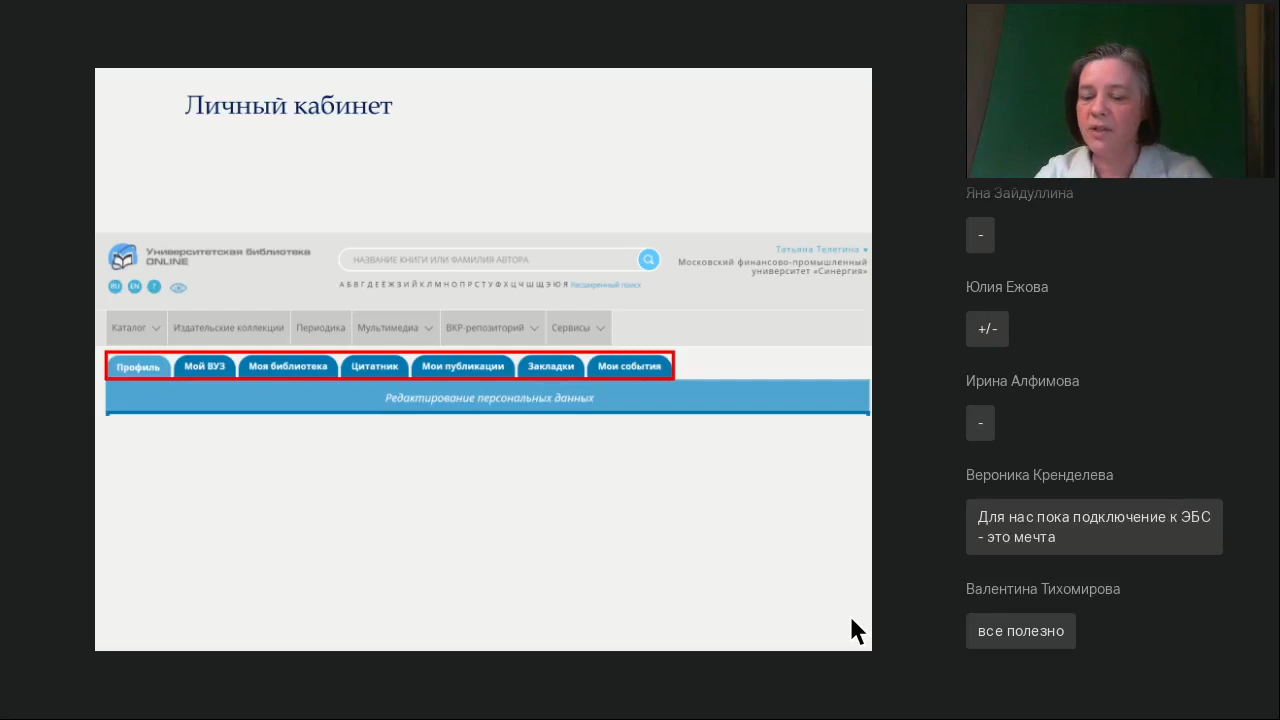 Личный кабинет
Университетская библиотека
ONLINE
НАЗВАНИЕ КНИГИ ИЛИ ФАМИЛИЯ АВТОРА
Татьяна Телегина
Московский финансово-промышленный
университет «Синергия»
RU EN ?
А Б В Г Д Е Ё Ж З И Й К Л М Н О П Р С Т У Ф Х Ц Ч Ш Щ Э Ю Я Расширенный поиск
Каталог Издательские коллекции Периодика Мультимедиа ВКР-репозиторий Сервисы
Профиль Мой ВУЗ Моя библиотека Цитатник Мои публикации Закладки Мои события
Редактирование персональных данных
Яна Зайдуллина
-
Юлия Ежова
+/-
Ирина Алфимова
-
Вероника Кренделева
Для нас пока подключение к ЭБС
- это мечта
Валентина Тихомирова
все полезно